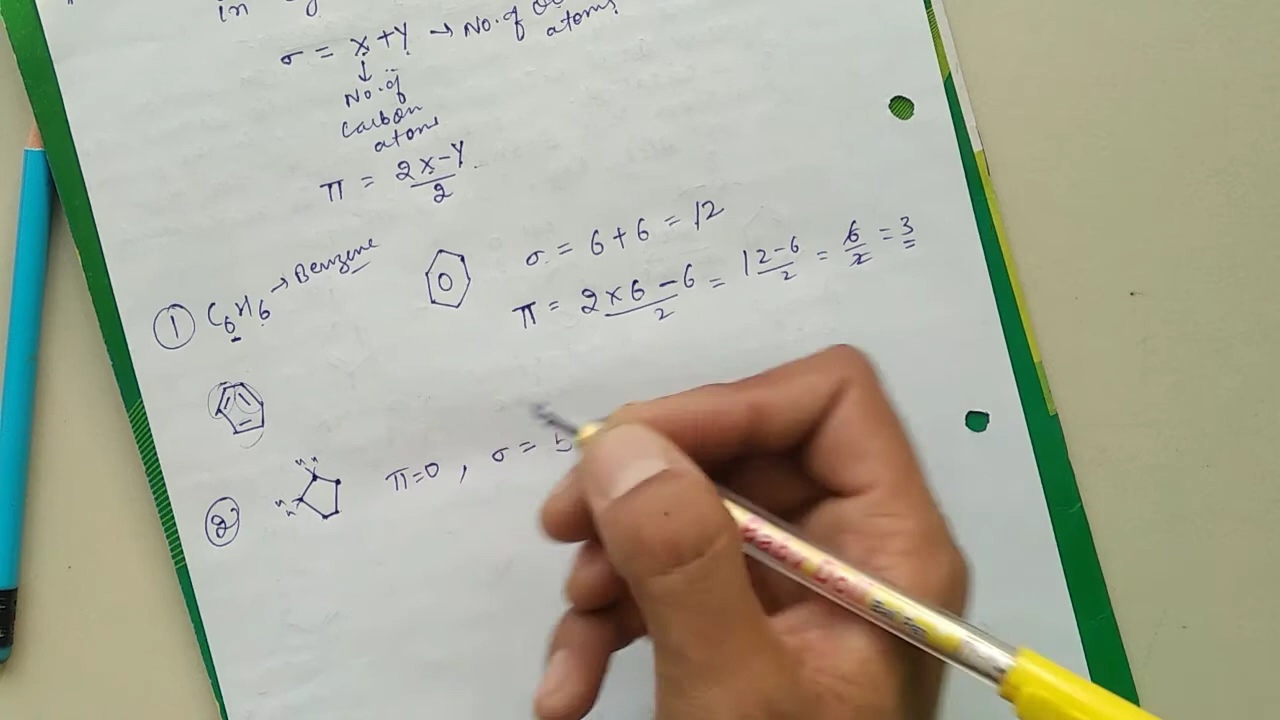 in
σ = x + y → No. of
atoms
↓
No. of
Carbon
atoms
π = 2x - y / 2
① C6H6 → Benzene
σ = 6 + 6 = 12
π = 2 × 6 - 6 / 2 = 12 - 6 / 2 = 6 / 2 = 3
② H H H H π = 0 , σ = 5